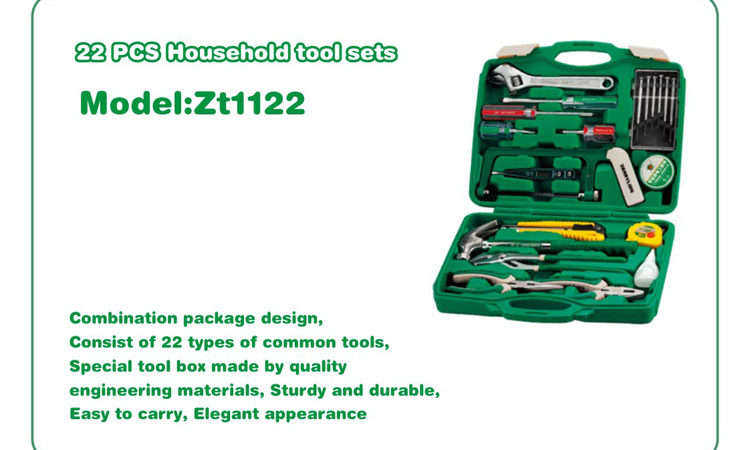 22 PCS Household tool sets
Model:Zt1122
Combination package design,
Consist of 22 types of common tools,
Special tool box made by quality
engineering materials, Sturdy and durable,
Easy to carry, Elegant appearance